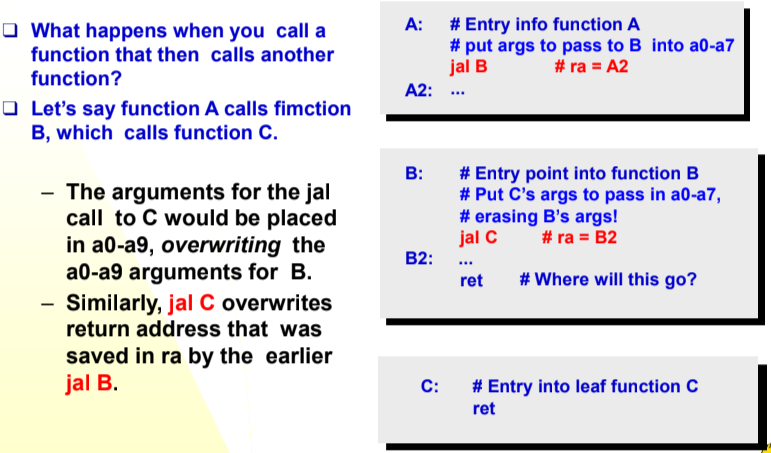 ❑ What happens when you call a
function that then calls another
function?
❑ Let's say function A calls fimction
B, which calls function C.
– The arguments for the jal
call to C would be placed
in a0-a9, overwriting the
a0-a9 arguments for B.
– Similarly, jal C overwrites
return address that was
saved in ra by the earlier
jal B.
A: # Entry info function A
# put args to pass to B into a0-a7
jal B # ra = A2
A2: ...
B: # Entry point into function B
# Put C's args to pass in a0-a7,
# erasing B's args!
jal C # ra = B2
B2: ...
ret # Where will this go?
C: # Entry into leaf function C
ret